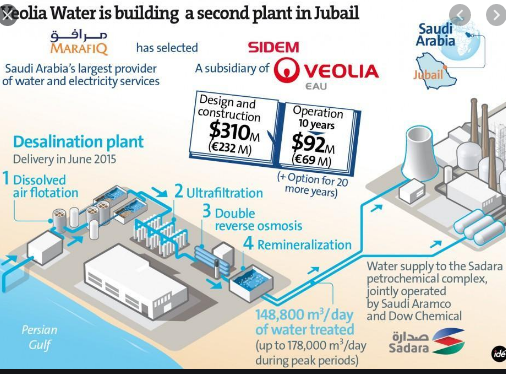 Veolia Water is building a second plant in Jubail
مرافق
MARAFIQ
has selected
SIDEM
Saudi Arabia's largest provider
of water and electricity services
A subsidiary of
VEOLIA
EAU
Saudi
Arabia
Jubail
Design and
construction
$310M
(€232 M)
Operation
10 years
$92M
(€69 M)
(+ Option for 20
more years)
Desalination plant
Delivery in June 2015
1 Dissolved
air flotation
2 Ultrafiltration
3 Double
reverse osmosis
4 Remineralization
Persian
Gulf
148,800 m³/day
of water treated
(up to 178,000 m³/day
during peak periods)
Water supply to the Sadara
petrochemical complex,
jointly operated
by Saudi Aramco
and Dow Chemical
صدارة
Sadara
idé